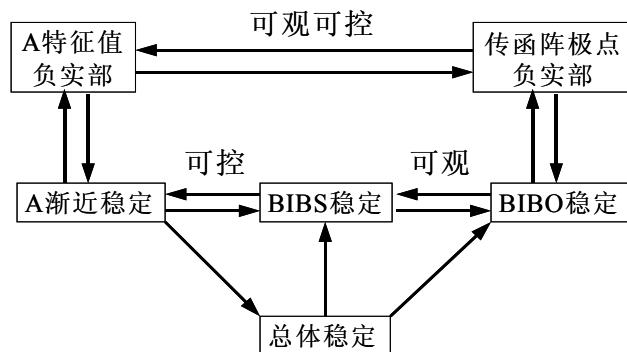 可观可控
A特征值
负实部
传函阵极点
负实部
可控
可观
A渐近稳定
BIBS稳定
BIBO稳定
总体稳定